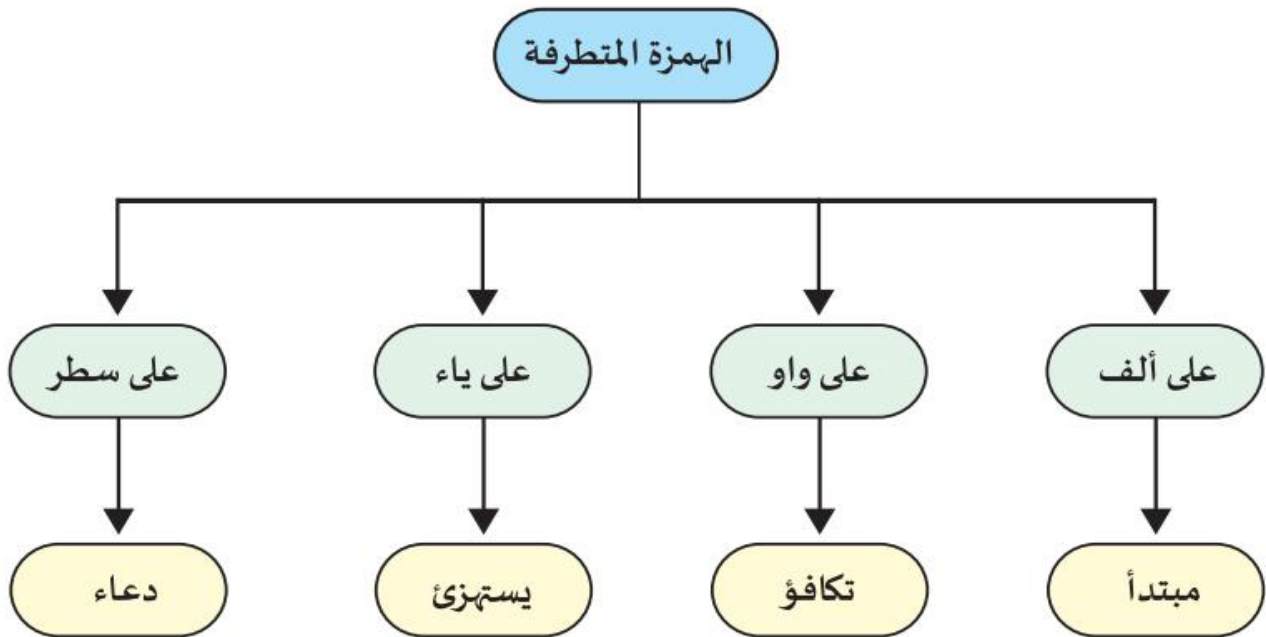 الهمزة المتطرفة
على ألف
على واو
على ياء
على سطر
مبتدأ
تكافؤ
يستهزئ
دعاء